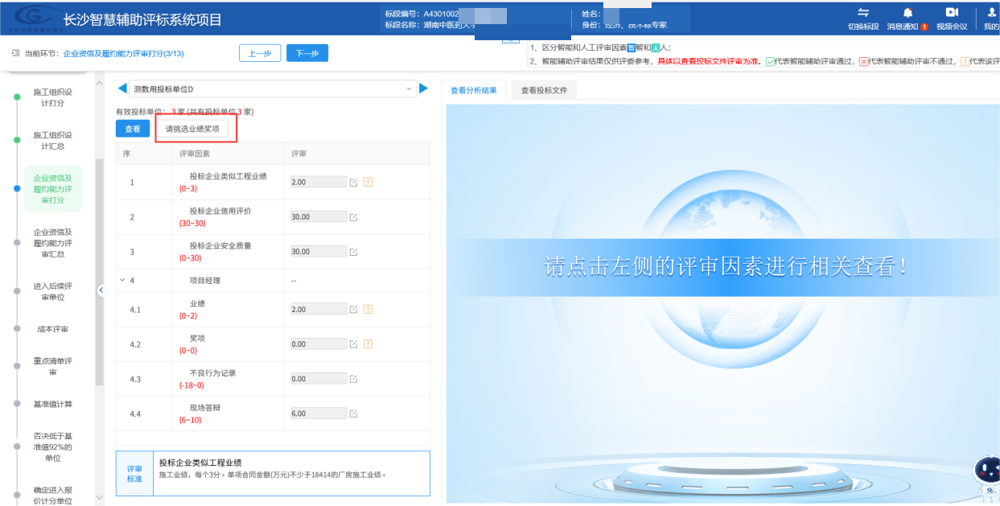 长沙智慧辅助评标系统项目
标段编号：A4301002
标段名称：湖南中医药大学
姓名：
身份：经济、技术标专家
切换标段
消息通知 1
视频会议
我的
当前环节：企业资信及履约能力评审打分(3/13)
上一步
下一步
1、区分智能和人工评审因素智智和人人；
2、智能辅助评审结果仅供评委参考，具体以查看投标文件评审为准。代表智能辅助评审通过，代表智能辅助评审不通过，代表该评
施工组织设
计打分
施工组织设
计汇总
企业资信及
履约能力评
审打分
企业资信及
履约能力评
审汇总
进入后续评
审单位
成本评审
重点清单评
审
基准值计算
否决低于基
准值92%的
单位
确定进入报
价计分单位
测数用投标单位D
有效投标单位：3 家 (共有投标单位 3 家)
查看
请挑选业绩奖项
序 评审因素 评审
1 投标企业类似工程业绩 2.00
(0~3)
2 投标企业信用评价 30.00
(30~30)
3 投标企业安全质量 30.00
(0~30)
4 项目经理 --
4.1 业绩 2.00
(0~2)
4.2 奖项 0.00
(0~0)
4.3 不良行为记录 0.00
(-18~0)
4.4 现场答辩 6.00
(6~10)
评审
标准
投标企业类似工程业绩
施工业绩，每个3分。单项合同金额(万元)不少于18414的厂房施工业绩。
查看分析结果
查看投标文件
请点击左侧的评审因素进行相关查看！